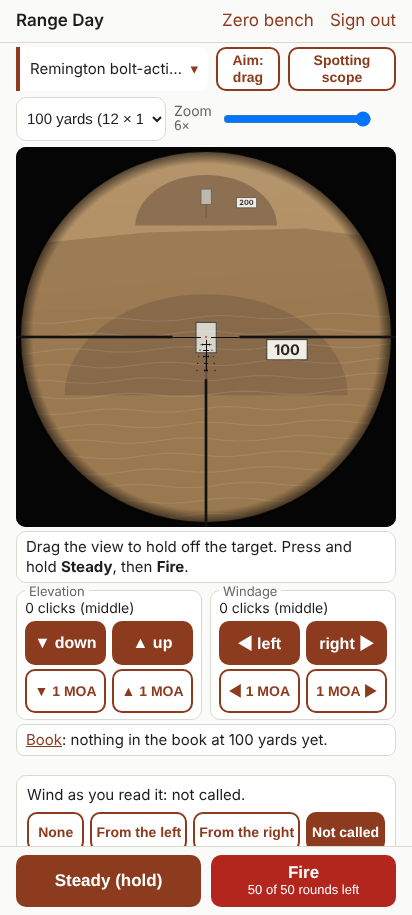 Range Day
Zero bench
Sign out
Remington bolt-acti... ▼
Aim:
drag
Spotting
scope
100 yards (12 × 1
Zoom
6×
200
100
Drag the view to hold off the target. Press and
hold Steady, then Fire.
Elevation
0 clicks (middle)
▼ down
▲ up
▼ 1 MOA
▲ 1 MOA
Windage
0 clicks (middle)
◀ left
right ▶
◀ 1 MOA
1 MOA ▶
Book: nothing in the book at 100 yards yet.
Wind as you read it: not called.
None
From the left
From the right
Not called
Steady (hold)
Fire
50 of 50 rounds left